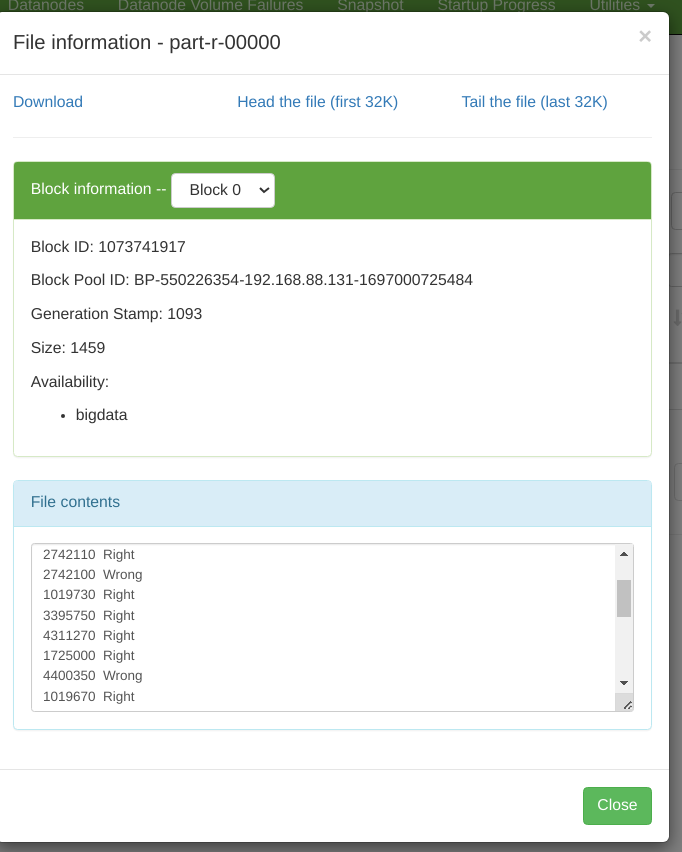 Datanodes Datanode Volume Failures Snapshot Startup Progress Utilities
File information - part-r-00000
×
Download Head the file (first 32K) Tail the file (last 32K)
Block information -- Block 0
Block ID: 1073741917
Block Pool ID: BP-550226354-192.168.88.131-1697000725484
Generation Stamp: 1093
Size: 1459
Availability:
• bigdata
File contents
2742110 Right
2742100 Wrong
1019730 Right
3395750 Right
4311270 Right
1725000 Right
4400350 Wrong
1019670 Right
Close